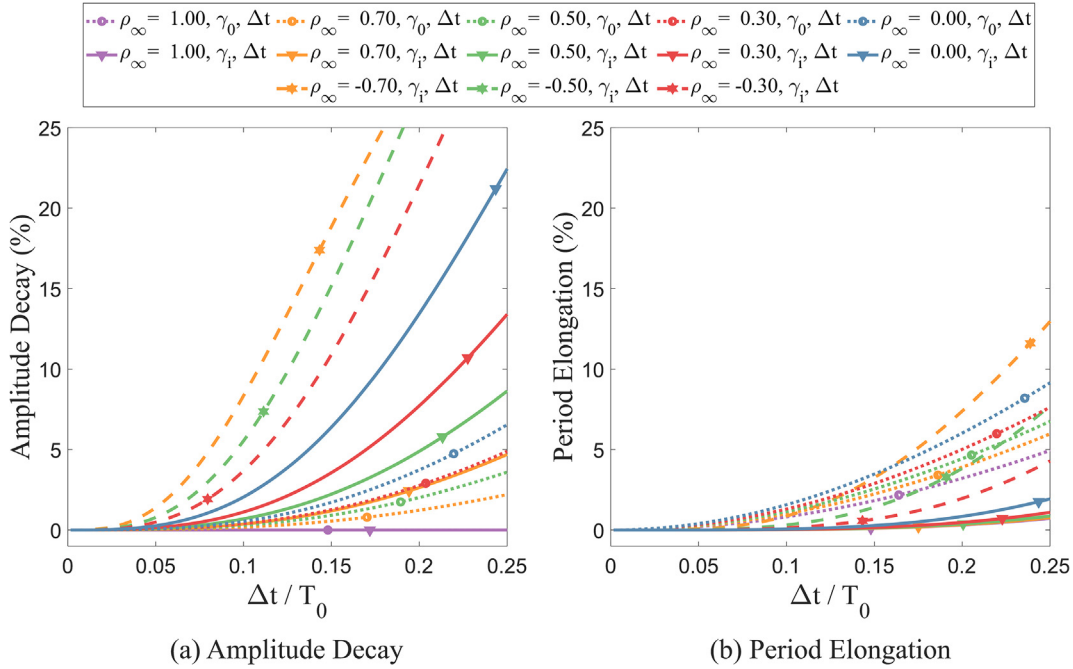 ρ∞= 1.00, γ0, Δt ρ∞= 0.70, γ0, Δt ρ∞= 0.50, γ0, Δt ρ∞= 0.30, γ0, Δt ρ∞= 0.00, γ0, Δt
ρ∞= 1.00, γi, Δt ρ∞= 0.70, γi, Δt ρ∞= 0.50, γi, Δt ρ∞= 0.30, γi, Δt ρ∞= 0.00, γi, Δt
ρ∞= -0.70, γi, Δt ρ∞= -0.50, γi, Δt ρ∞= -0.30, γi, Δt
Amplitude Decay (%)
25
20
15
10
5
0
0 0.05 0.1 0.15 0.2 0.25
Δt / T0
(a) Amplitude Decay
Period Elongation (%)
25
20
15
10
5
0
0 0.05 0.1 0.15 0.2 0.25
Δt / T0
(b) Period Elongation